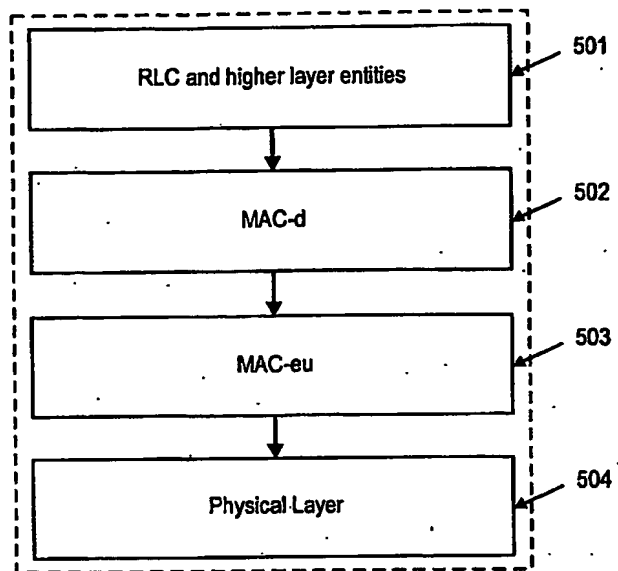 RLC and higher layer entities
501
MAC-d
502
MAC-eu
503
Physical Layer
504